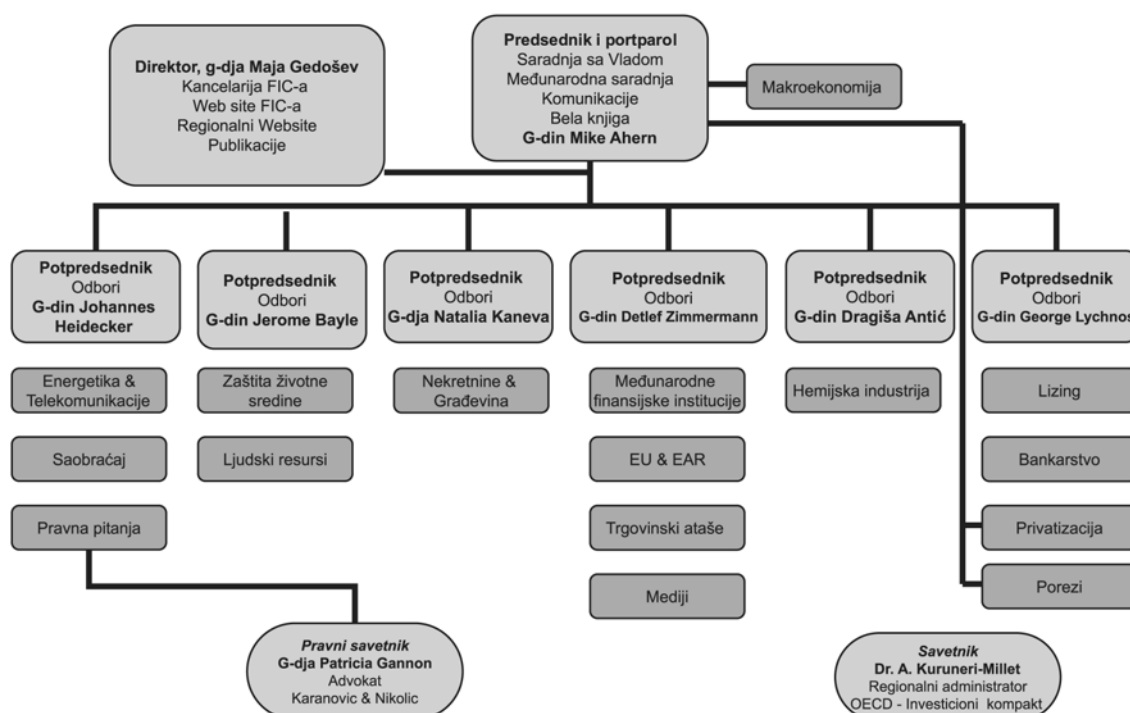 Direktor, g-dja Maja Gedošev
Kancelarija FIC-a
Web site FIC-a
Regionalni Website
Publikacije
Predsednik i portparol
Saradnja sa Vladom
Međunarodna saradnja
Komunikacije
Bela knjiga
G-din Mike Ahern
Makroekonomija
Potpredsednik
Odbori
G-din Johannes
Heidecker
Potpredsednik
Odbori
G-din Jerome Bayle
Potpredsednik
Odbori
G-dja Natalia Kaneva
Potpredsednik
Odbori
G-din Detlef Zimmermann
Potpredsednik
Odbori
G-din Dragiša Antić
Potpredsednik
Odbori
G-din George Lychnos
Energetika &
Telekomunikacije
Zaštita životne
sredine
Nekretnine &
Građevina
Međunarodne
finansijske institucije
Hemijska industrija
Lizing
Saobraćaj
Ljudski resursi
EU & EAR
Bankarstvo
Pravna pitanja
Trgovinski ataše
Privatizacija
Mediji
Porezi
Pravni savetnik
G-dja Patricia Gannon
Advokat
Karanovic & Nikolic
Savetnik
Dr. A. Kuruneri-Millet
Regionalni administrator
OECD - Investicioni kompakt